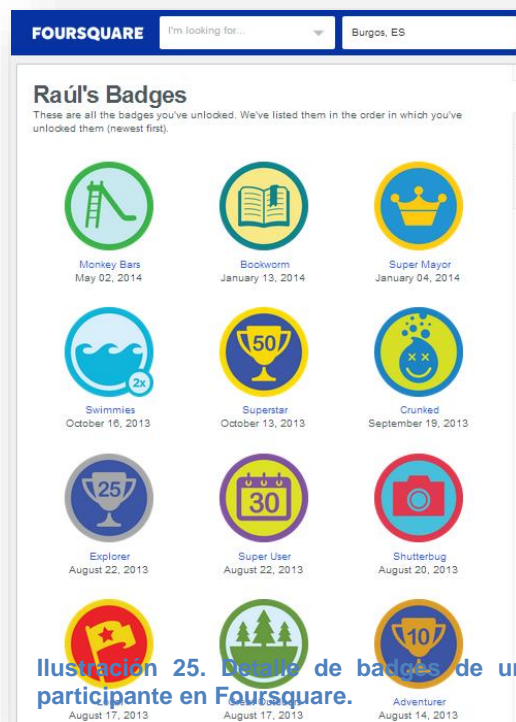 FOURSQUARE
I'm looking for...
Burgos, ES
Raúl's Badges
These are all the badges you've unlocked. We've listed them in the order in which you've
unlocked them (newest first).
Monkey Bars
Bookworm
Super Mayor
May 02, 2014
January 13, 2014
January 04, 2014
2x
50
Swimmies
Superstar
Crunked
October 16, 2013
October 13, 2013
September 19, 2013
25
30
Explorer
Super User
Shutterbug
August 22, 2013
August 22, 2013
August 20, 2013
10
Ilustración 25. Detalle de badges de un
participante en Foursquare.
Adventurer
August 17, 2013
August 17, 2013
August 14, 2013